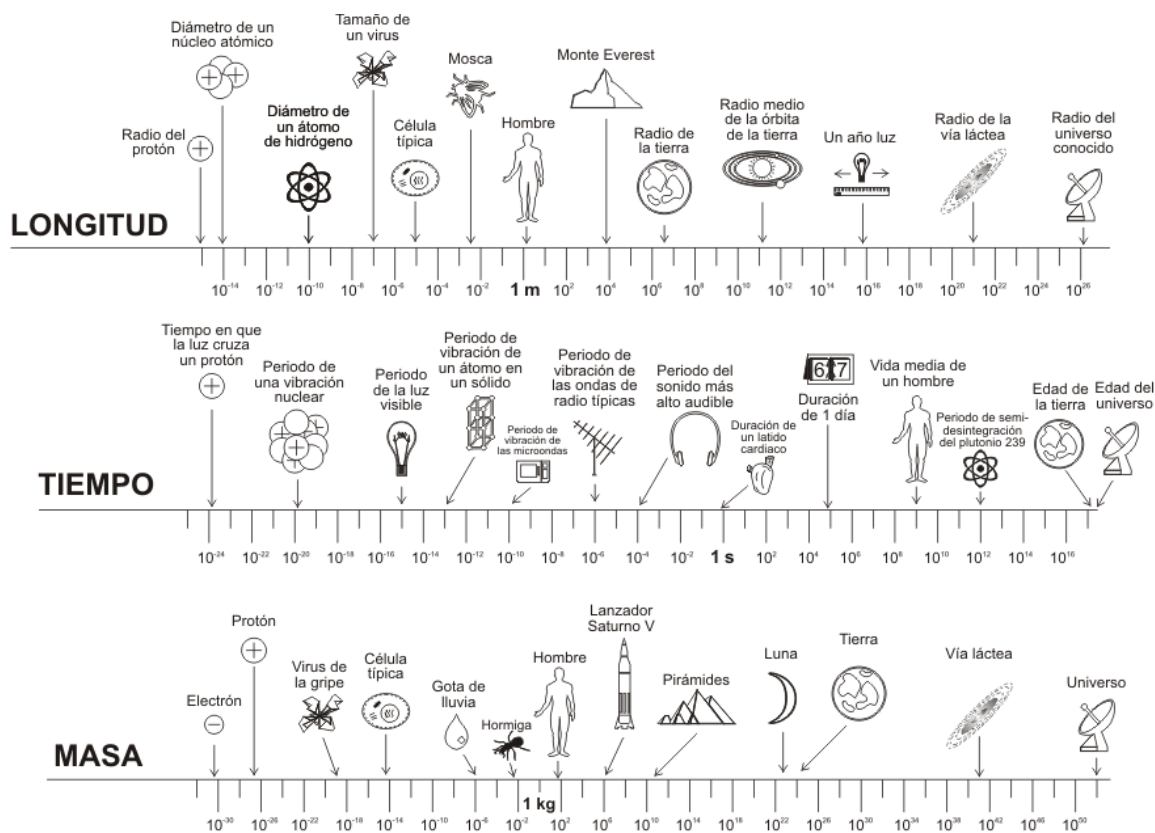 Diámetro de un
núcleo atómico
Tamaño de
un virus
Mosca
Monte Everest
Radio del
protón
Diámetro de
un átomo
de hidrógeno
Célula
típica
Hombre
Radio de
la tierra
Radio medio
de la órbita
de la tierra
Un año luz
Radio de la
vía láctea
Radio del
universo
conocido
LONGITUD
10⁻¹⁴ 10⁻¹² 10⁻¹⁰ 10⁻⁸ 10⁻⁶ 10⁻⁴ 10⁻² 1 m 10² 10⁴ 10⁶ 10⁸ 10¹⁰ 10¹² 10¹⁴ 10¹⁶ 10¹⁸ 10²⁰ 10²² 10²⁴ 10²⁶
Tiempo en que
la luz cruza
un protón
Periodo de
una vibración
nuclear
Periodo
de la luz
visible
Periodo de
vibración de
un átomo en
un sólido
Periodo de
vibración de
las microondas
Periodo de
vibración de
las ondas de
radio típicas
Periodo del
sonido más
alto audible
Duración de
un latido
cardiaco
67
Duración
de 1 día
Vida media de
un hombre
Periodo de semi-
desintegración
del plutonio 239
Edad de
la tierra
Edad del
universo
TIEMPO
10⁻²⁴ 10⁻²² 10⁻²⁰ 10⁻¹⁸ 10⁻¹⁶ 10⁻¹⁴ 10⁻¹² 10⁻¹⁰ 10⁻⁸ 10⁻⁶ 10⁻⁴ 10⁻² 1 s 10² 10⁴ 10⁶ 10⁸ 10¹⁰ 10¹² 10¹⁴ 10¹⁶
Electrón
Protón
Virus de
la gripe
Célula
típica
Gota de
lluvia
Hormiga
Hombre
Lanzador
Saturno V
Pirámides
Luna
Tierra
Vía láctea
Universo
MASA
10⁻³⁰ 10⁻²⁶ 10⁻²² 10⁻¹⁸ 10⁻¹⁴ 10⁻¹⁰ 10⁻⁶ 10⁻² 1 kg 10² 10⁶ 10¹⁰ 10¹⁴ 10¹⁸ 10²² 10²⁶ 10³⁰ 10³⁴ 10³⁸ 10⁴² 10⁴⁶ 10⁵⁰